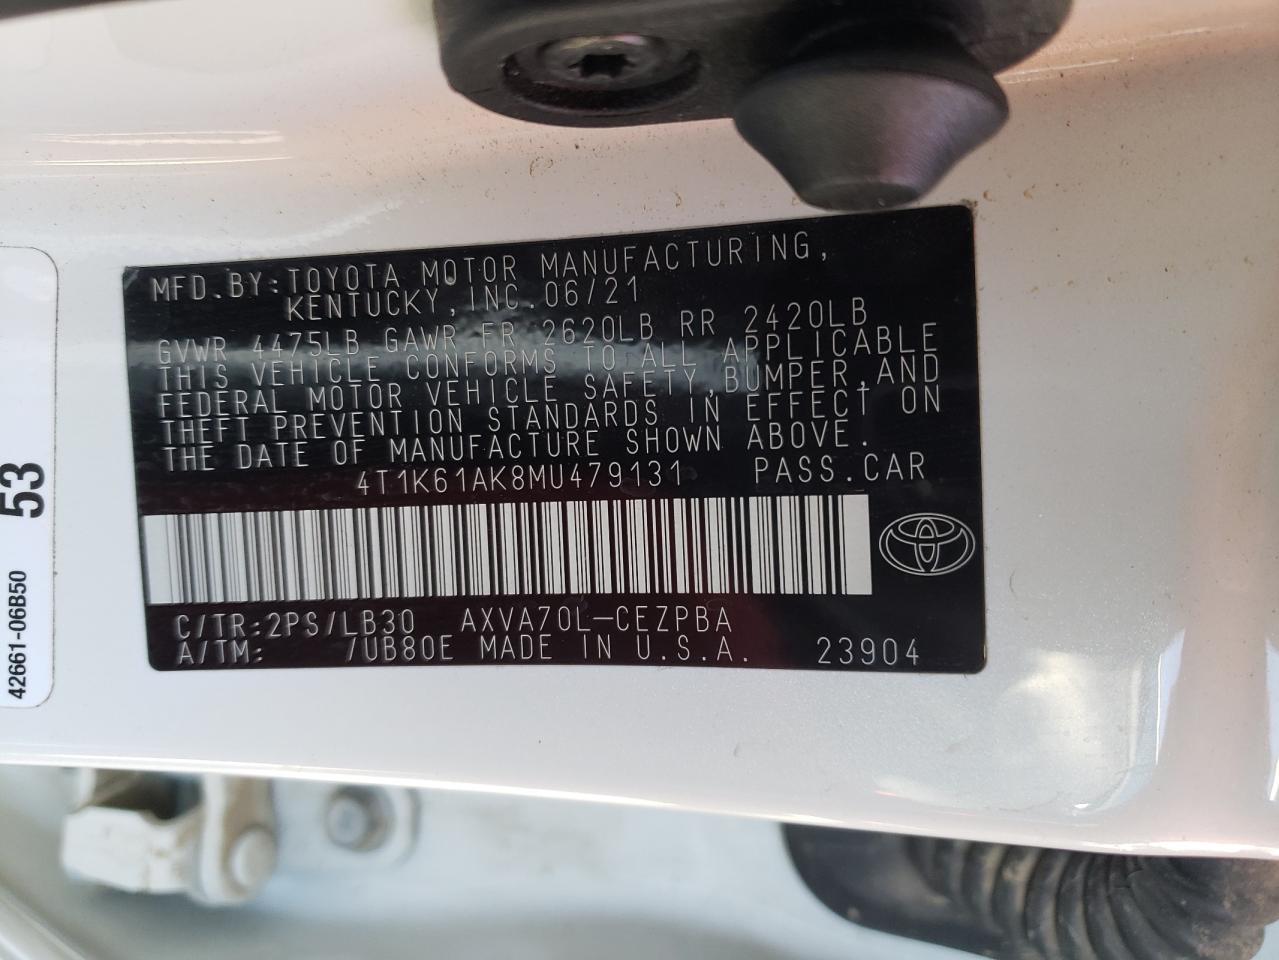 MFD.BY:TOYOTA MOTOR MANUFACTURING,
KENTUCKY,INC.06/21
GVWR 4475LB GAWR FR 2620LB RR 2420LB
THIS VEHICLE CONFORMS TO ALL APPLICABLE
FEDERAL MOTOR VEHICLE SAFETY,BUMPER,AND
THEFT PREVENTION STANDARDS IN EFFECT ON
THE DATE OF MANUFACTURE SHOWN ABOVE.
4T1K61AK8MU479131 PASS.CAR
C/TR:2PS/LB30 AXVA70L-CEZPBA
A/TM: /UB80E MADE IN U.S.A. 23904
53
42661-06B50